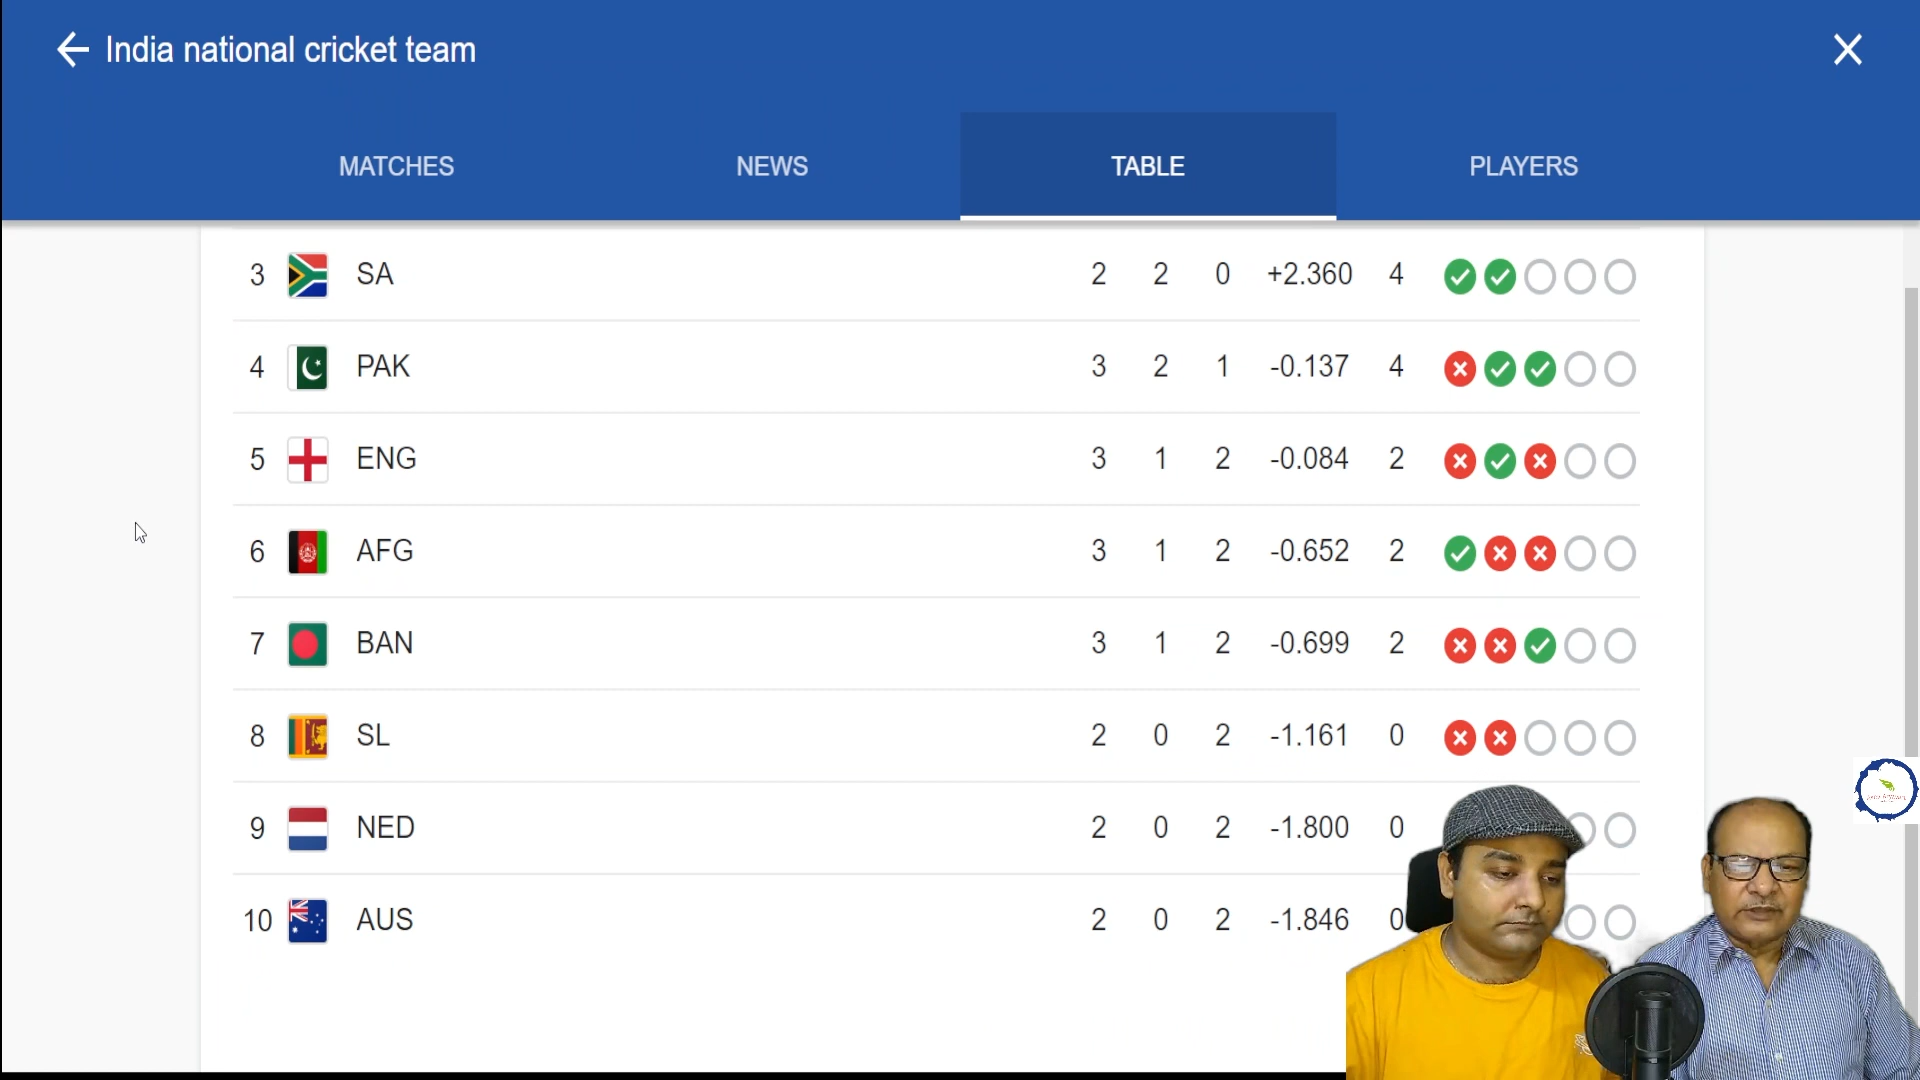 India national cricket team
MATCHES NEWS TABLE PLAYERS
3 SA 2 2 0 +2.360 4
4 PAK 3 2 1 -0.137 4
5 ENG 3 1 2 -0.084 2
6 AFG 3 1 2 -0.652 2
7 BAN 3 1 2 -0.699 2
8 SL 2 0 2 -1.161 0
9 NED 2 0 2 -1.800 0
10 AUS 2 0 2 -1.846 0